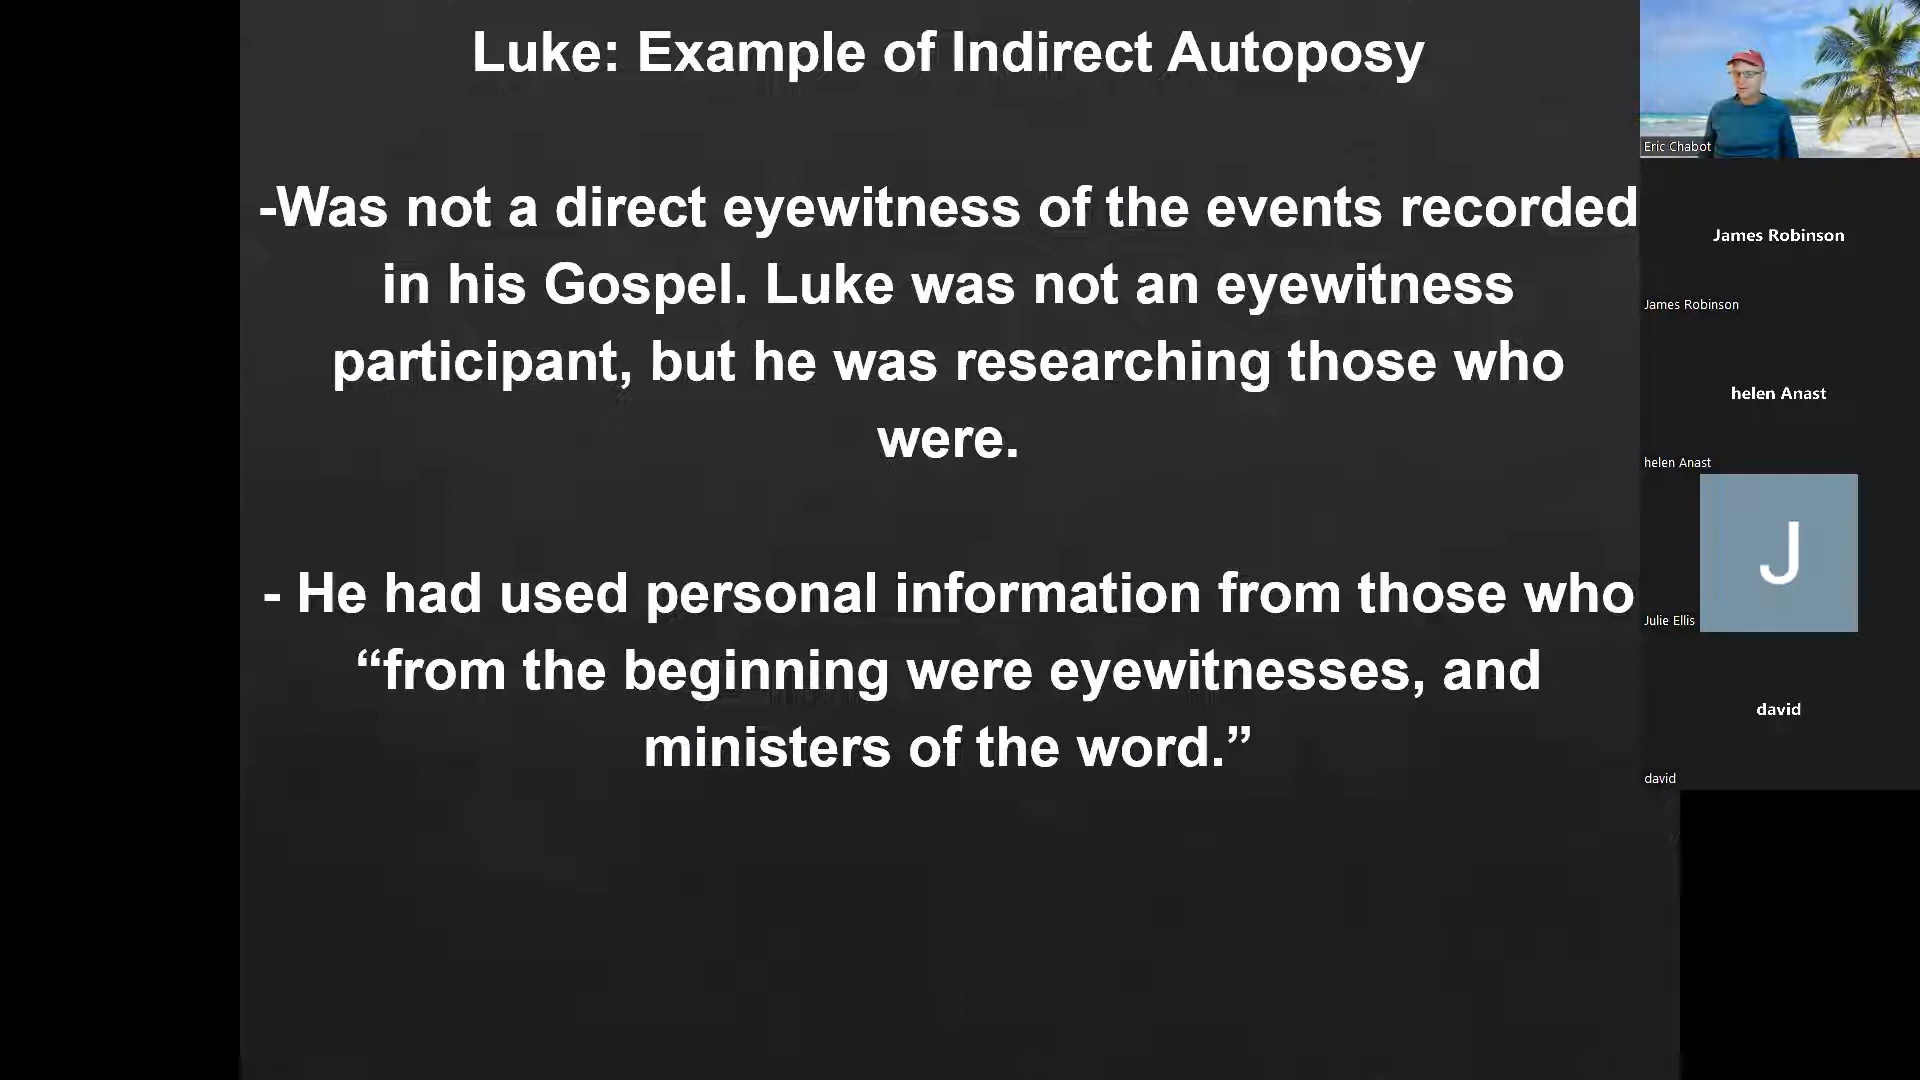 Luke: Example of Indirect Autoposy
-Was not a direct eyewitness of the events recorded
in his Gospel. Luke was not an eyewitness
participant, but he was researching those who
were.
- He had used personal information from those who
“from the beginning were eyewitnesses, and
ministers of the word.”
Eric Chabot
James Robinson
James Robinson
helen Anast
helen Anast
J
Julie Ellis
david
david